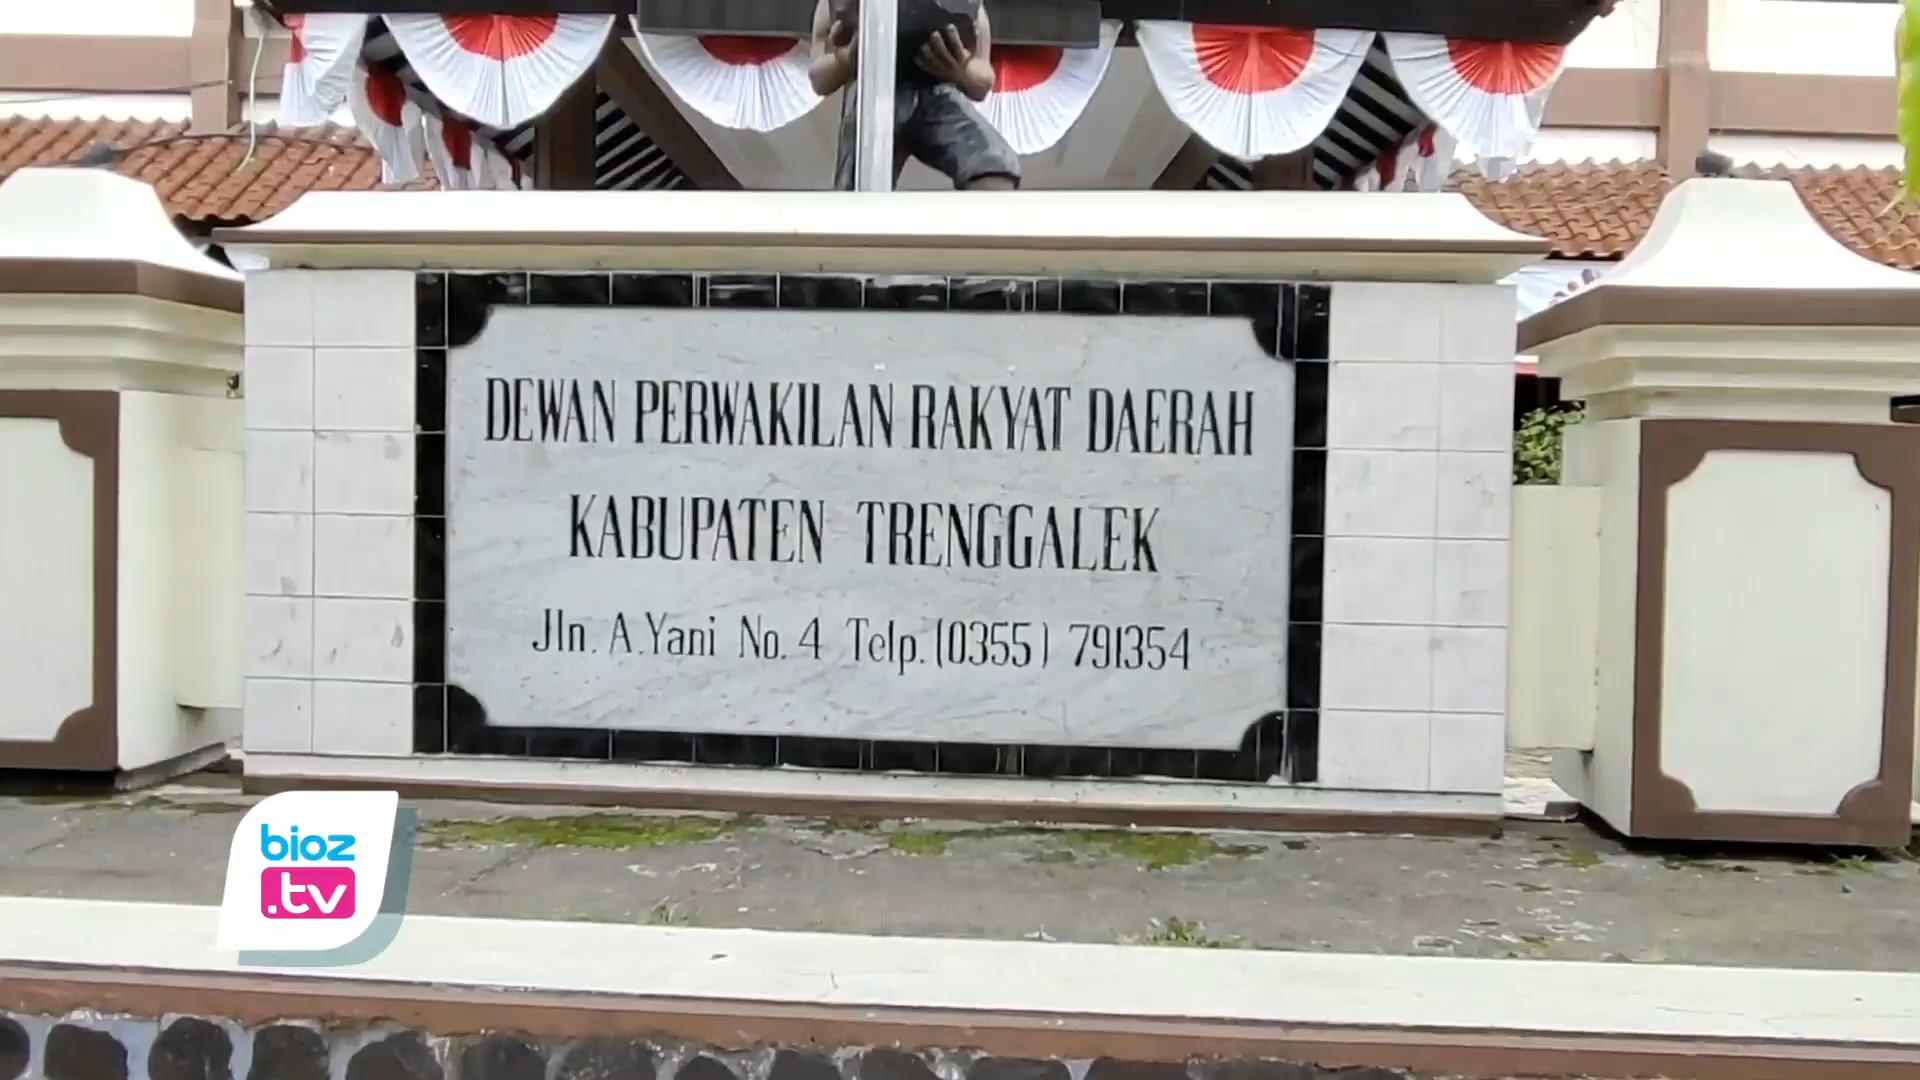 DEWAN PERWAKILAN RAKYAT DAERAH
KABUPATEN TRENGGALEK
Jln. A.Yani No. 4 Telp. (0355) 791354
bioz
.tv